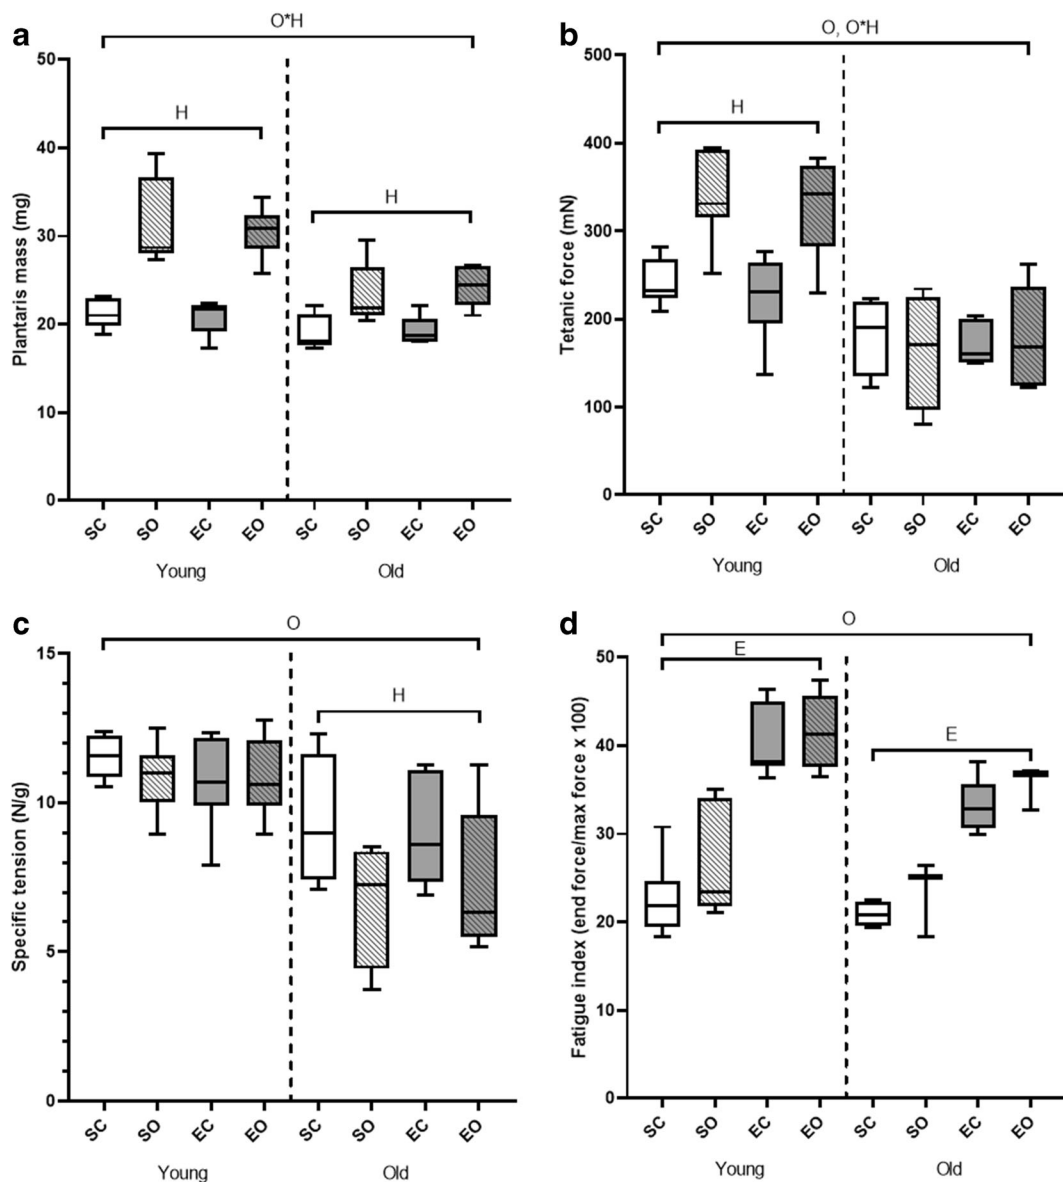 a
O*H
50
40
30
20
10
0
Plantaris mass (mg)
H
H
SC SO EC EO SC SO EC EO
Young Old
b
O, O*H
500
400
300
200
100
0
Tetanic force (mN)
H
SC SO EC EO SC SO EC EO
Young Old
c
O
15
10
5
0
Specific tension (N/g)
H
SC SO EC EO SC SO EC EO
Young Old
d
O
50
40
30
20
10
0
Fatigue index (end force/max force x 100)
E
E
SC SO EC EO SC SO EC EO
Young Old